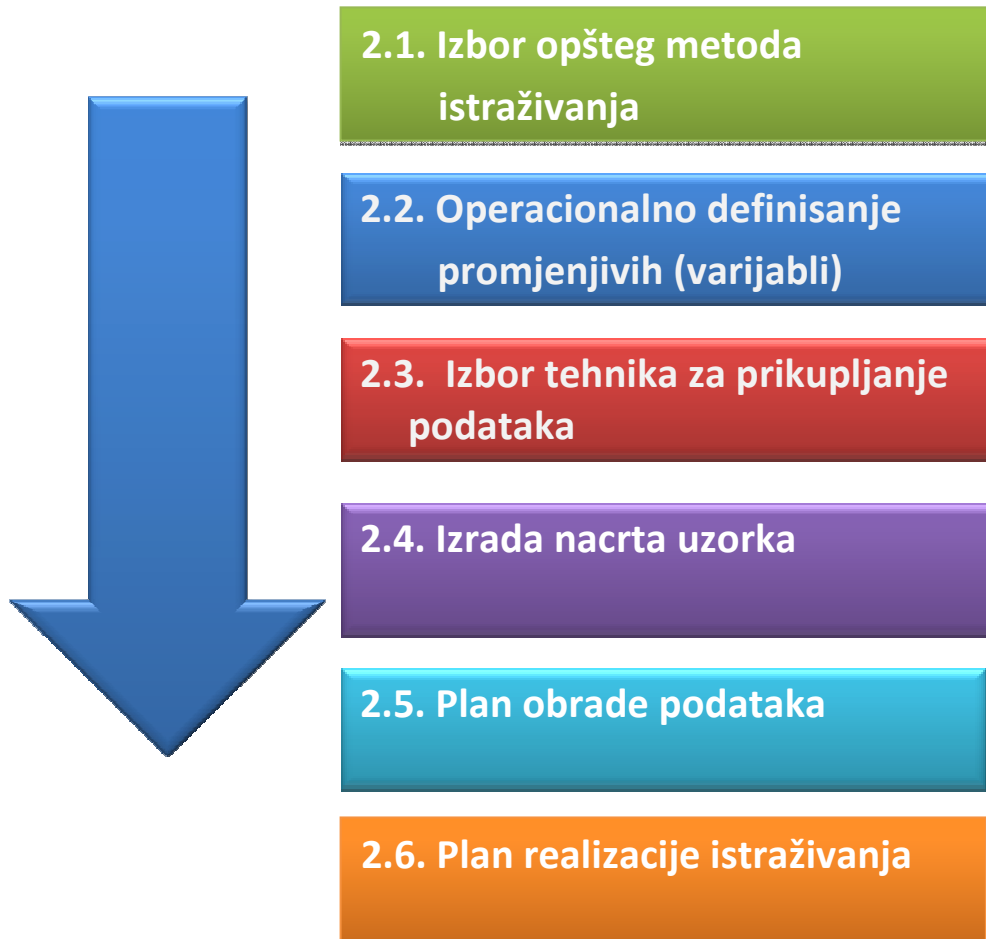 2.1. Izbor opšteg metoda
istraživanja
2.2. Operacionalno definisanje
promjenjivih (varijabli)
2.3. Izbor tehnika za prikupljanje
podataka
2.4. Izrada nacrta uzorka
2.5. Plan obrade podataka
2.6. Plan realizacije istraživanja